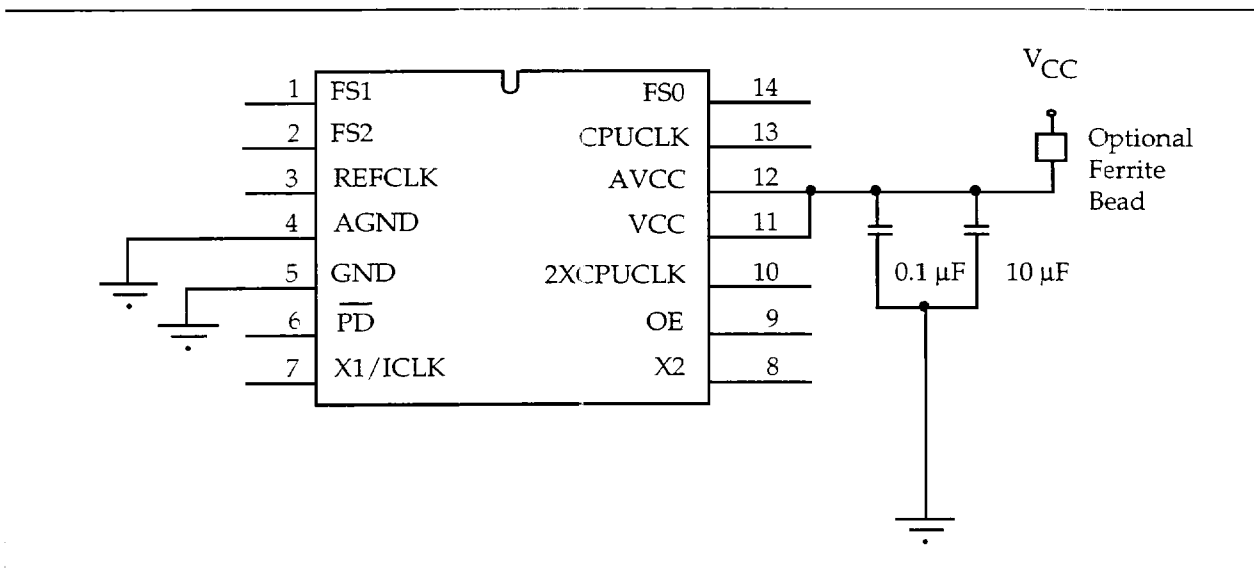 VCC
1 FS1 FS0 14
2 FS2 CPUCLK 13
3 REFCLK AVCC 12
4 AGND VCC 11
5 GND 2XCPUCLK 10
6 PD OE 9
7 X1/ICLK X2 8
Optional
Ferrite
Bead
0.1 µF 10 µF